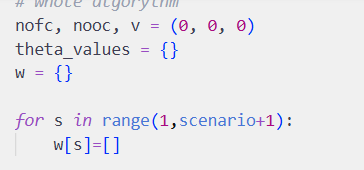 # whole algorythm
nofc, nooc, v = (0, 0, 0)
theta_values = {}
w = {}
for s in range(1,scenario+1):
    w[s]=[]